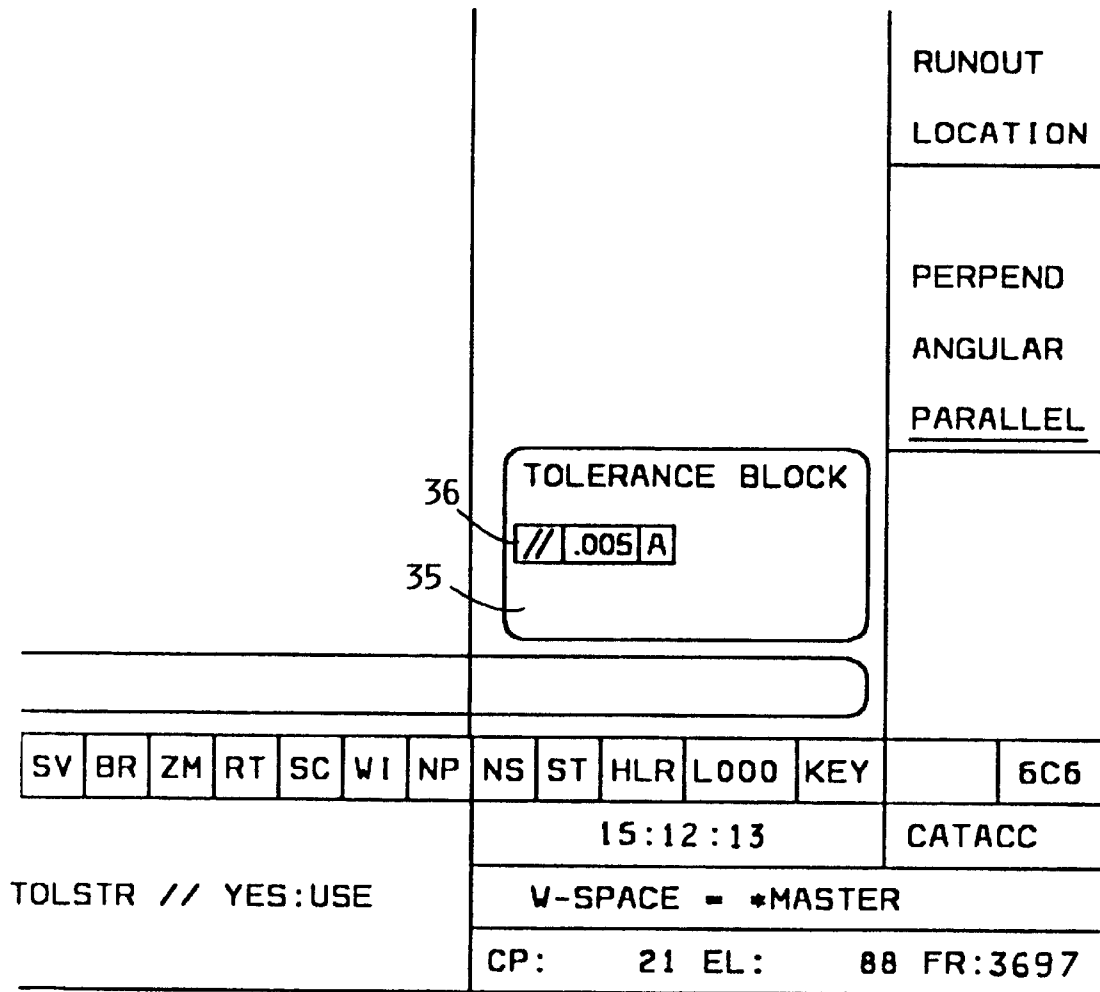 RUNOUT
LOCATION
PERPEND
ANGULAR
PARALLEL
TOLERANCE BLOCK
36
// .005 A
35
SV BR ZM RT SC WI NP NS ST HLR L000 KEY 6C6
15:12:13 CATACC
TOLSTR // YES:USE W-SPACE = *MASTER
CP: 21 EL: 88 FR:3697